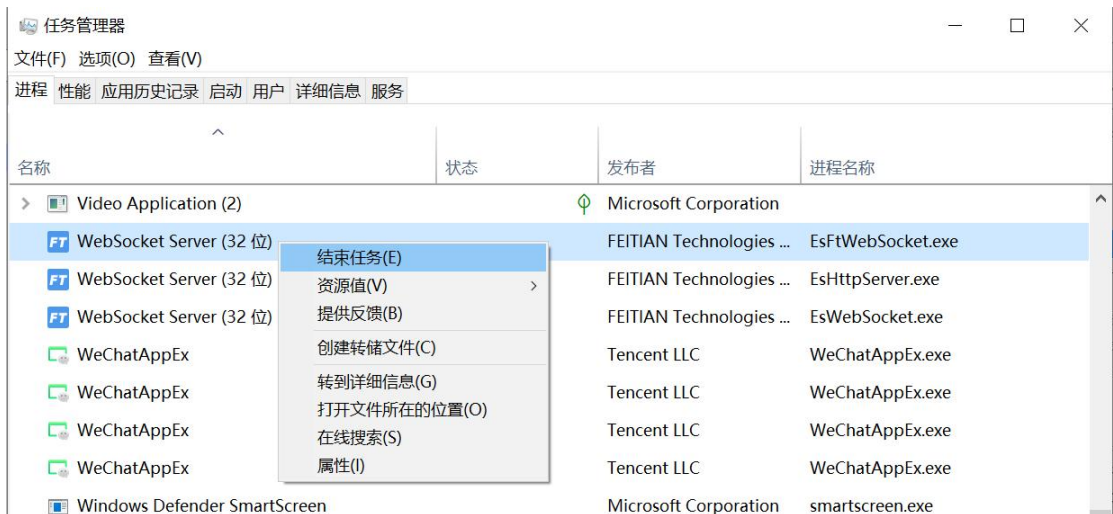 任务管理器
文件(F) 选项(O) 查看(V)
进程 性能 应用历史记录 启动 用户 详细信息 服务
名称 状态 发布者 进程名称
Video Application (2) Microsoft Corporation
FT WebSocket Server (32 位) FEITIAN Technologies ... EsFtWebSocket.exe
结束任务(E)
FT WebSocket Server (32 位) FEITIAN Technologies ... EsHttpServer.exe
资源值(V)
提供反馈(B)
FT WebSocket Server (32 位) FEITIAN Technologies ... EsWebSocket.exe
创建转储文件(C)
WeChatAppEx Tencent LLC WeChatAppEx.exe
转到详细信息(G)
WeChatAppEx Tencent LLC WeChatAppEx.exe
打开文件所在的位置(O)
WeChatAppEx Tencent LLC WeChatAppEx.exe
在线搜索(S)
WeChatAppEx Tencent LLC WeChatAppEx.exe
属性(I)
Windows Defender SmartScreen Microsoft Corporation smartscreen.exe